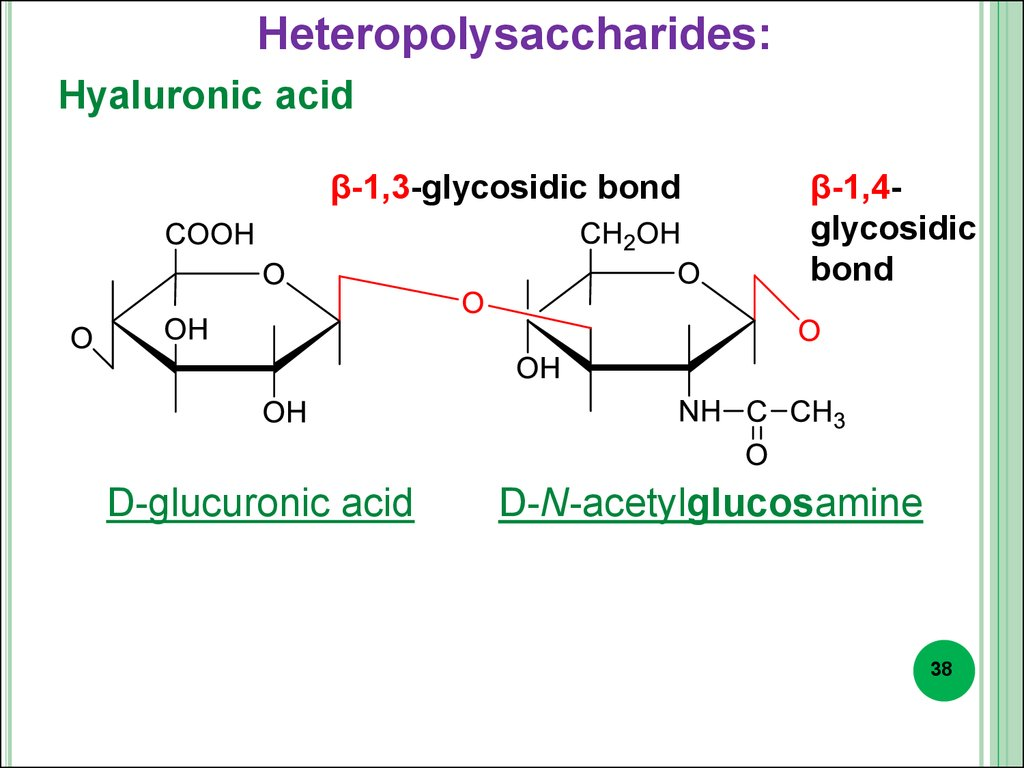 Heteropolysaccharides:
Hyaluronic acid
β-1,3-glycosidic bond
β-1,4-
glycosidic
bond
COOH
CH₂OH
O
O
O
O
OH
O
OH
OH
NH C CH₃
O
D-glucuronic acid
D-N-acetylglucosamine
38